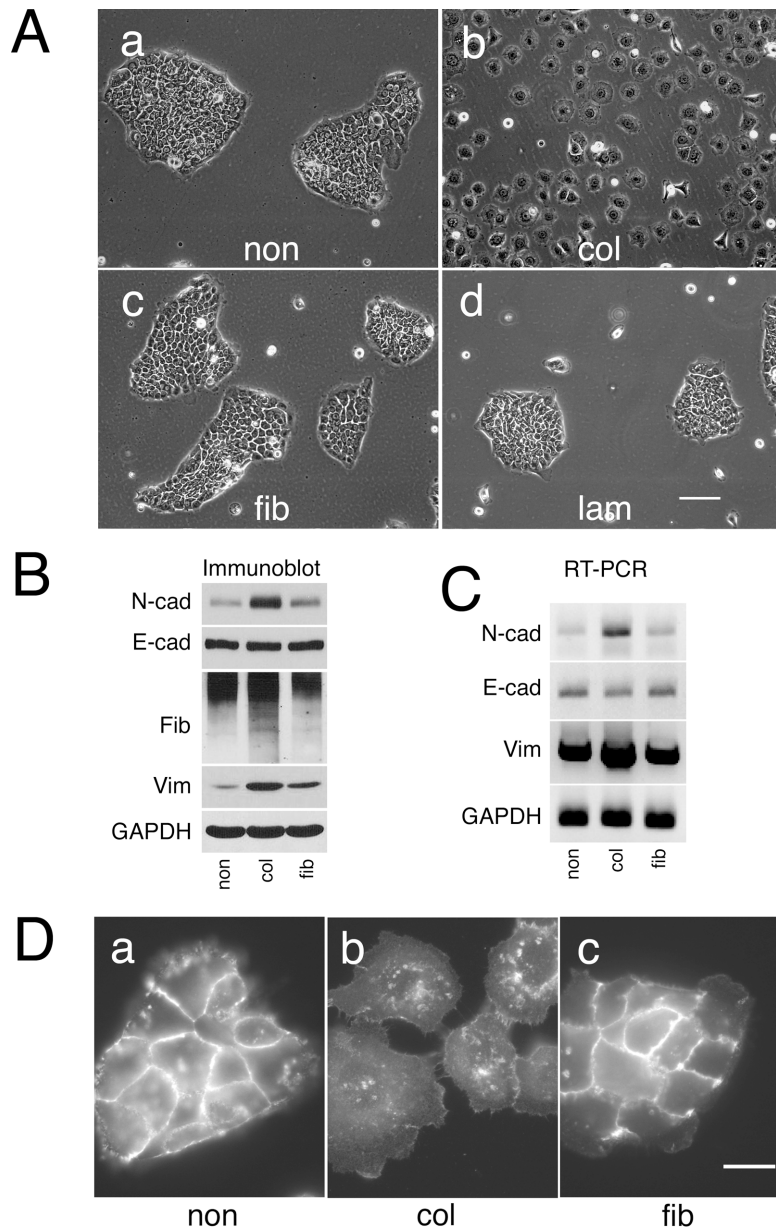 A
a
b
non
col
c
d
fib
lam
B
Immunoblot
N-cad
E-cad
Fib
Vim
GAPDH
non
col
fib
C
RT-PCR
N-cad
E-cad
Vim
GAPDH
non
col
fib
D
a
b
c
non
col
fib